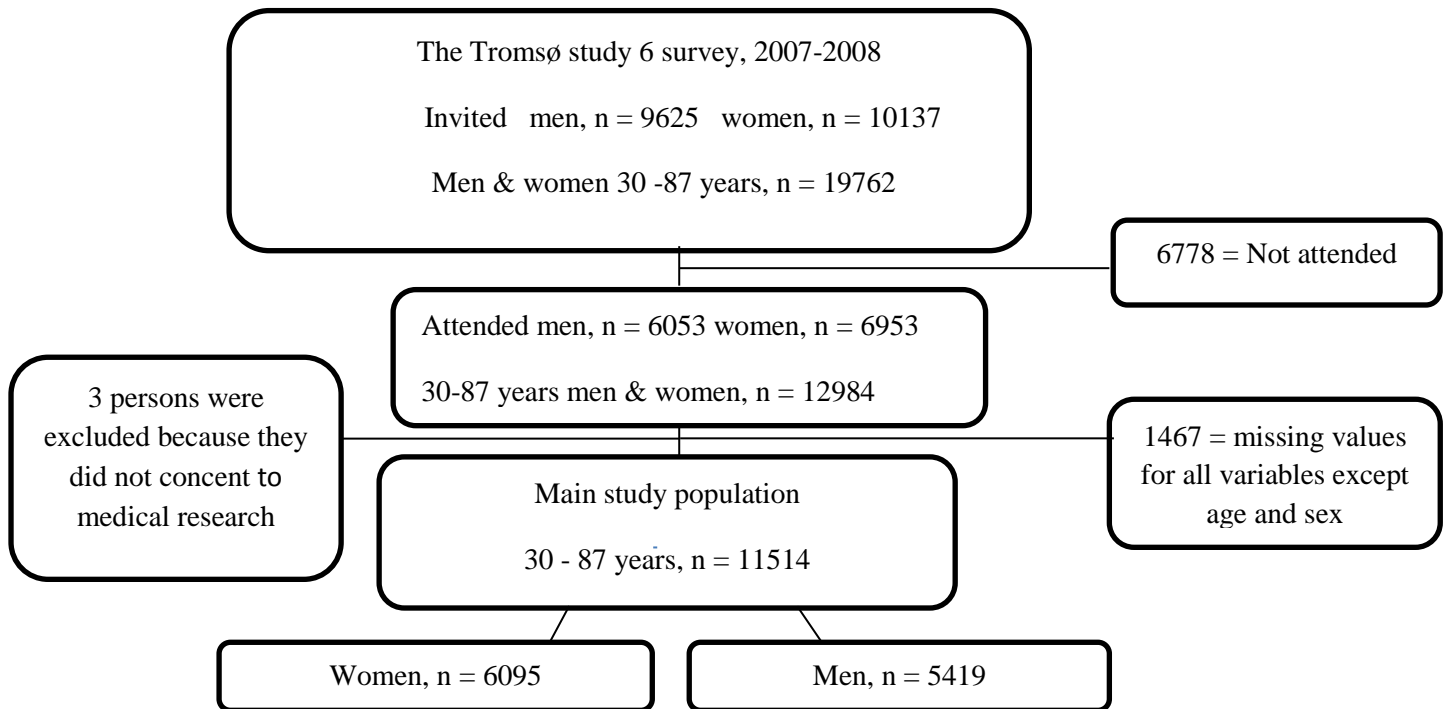 The Tromsø study 6 survey, 2007-2008
Invited men, n = 9625 women, n = 10137
Men & women 30 -87 years, n = 19762
6778 = Not attended
Attended men, n = 6053 women, n = 6953
30-87 years men & women, n = 12984
3 persons were
excluded because they
did not concent to
medical research
1467 = missing values
for all variables except
age and sex
Main study population
30 - 87 years, n = 11514
Women, n = 6095
Men, n = 5419